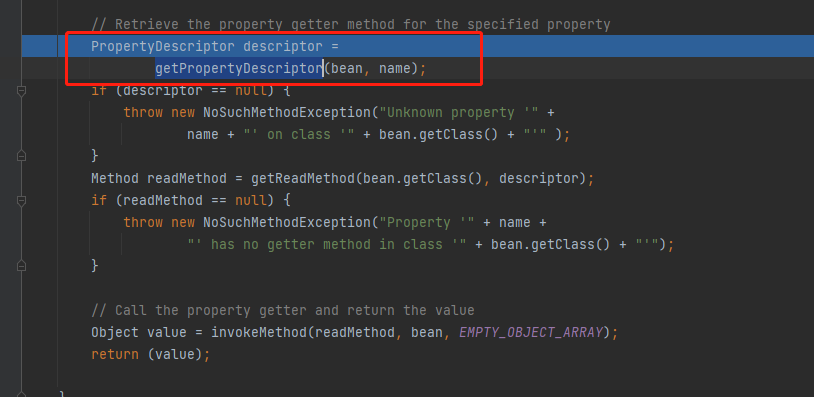 // Retrieve the property getter method for the specified property
PropertyDescriptor descriptor =
getPropertyDescriptor(bean, name);
if (descriptor == null) {
throw new NoSuchMethodException("Unknown property '" +
name + "' on class '" + bean.getClass() + "'" );
}
Method readMethod = getReadMethod(bean.getClass(), descriptor);
if (readMethod == null) {
throw new NoSuchMethodException("Property '" + name +
"' has no getter method in class '" + bean.getClass() + "'");
}
// Call the property getter and return the value
Object value = invokeMethod(readMethod, bean, EMPTY_OBJECT_ARRAY);
return (value);
}